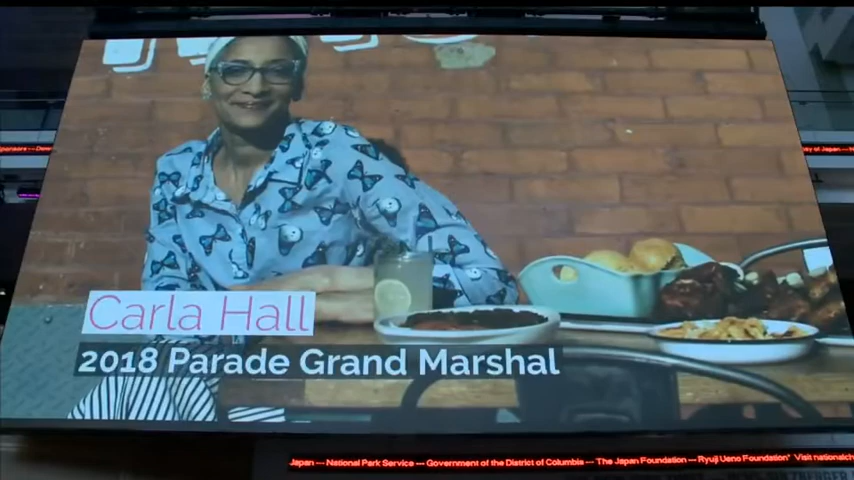 Carla Hall
2018 Parade Grand Marshal
Japan — National Park Service — Government of the District of Columbia — The Japan Foundation — Ryuji Ueno Foundation* Visit